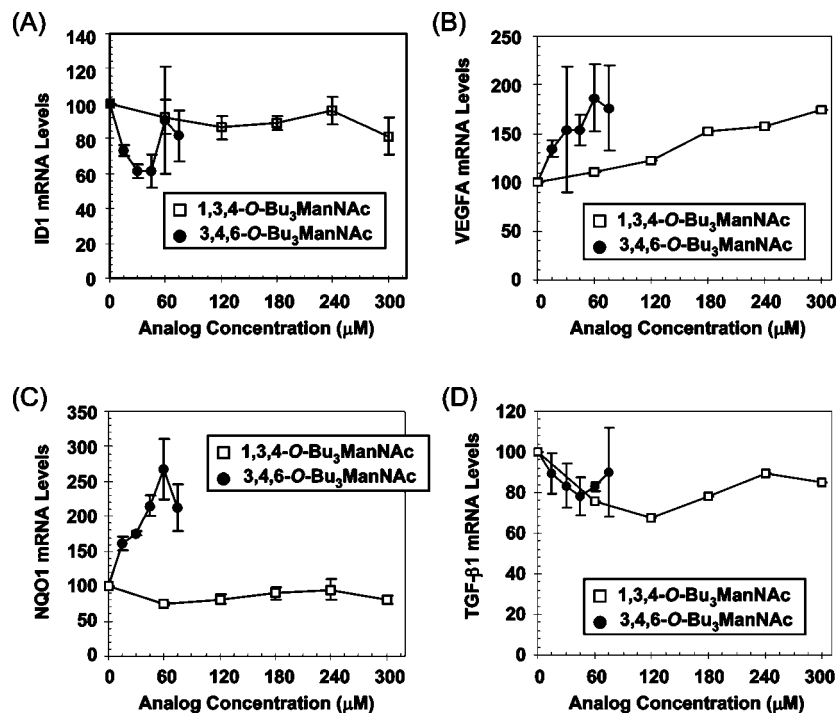 (A)
140
120
100
80
60
40
20
0
ID1 mRNA Levels
1,3,4-O-Bu₃ManNAc
3,4,6-O-Bu₃ManNAc
0 60 120 180 240 300
Analog Concentration (μM)
(B)
250
200
150
100
50
0
VEGFA mRNA Levels
1,3,4-O-Bu₃ManNAc
3,4,6-O-Bu₃ManNAc
0 60 120 180 240 300
Analog Concentration (μM)
(C)
350
300
250
200
150
100
50
0
NQO1 mRNA Levels
1,3,4-O-Bu₃ManNAc
3,4,6-O-Bu₃ManNAc
0 60 120 180 240 300
Analog Concentration (μM)
(D)
120
100
80
60
40
20
0
TGF-β1 mRNA Levels
1,3,4-O-Bu₃ManNAc
3,4,6-O-Bu₃ManNAc
0 60 120 180 240 300
Analog Concentration (μM)